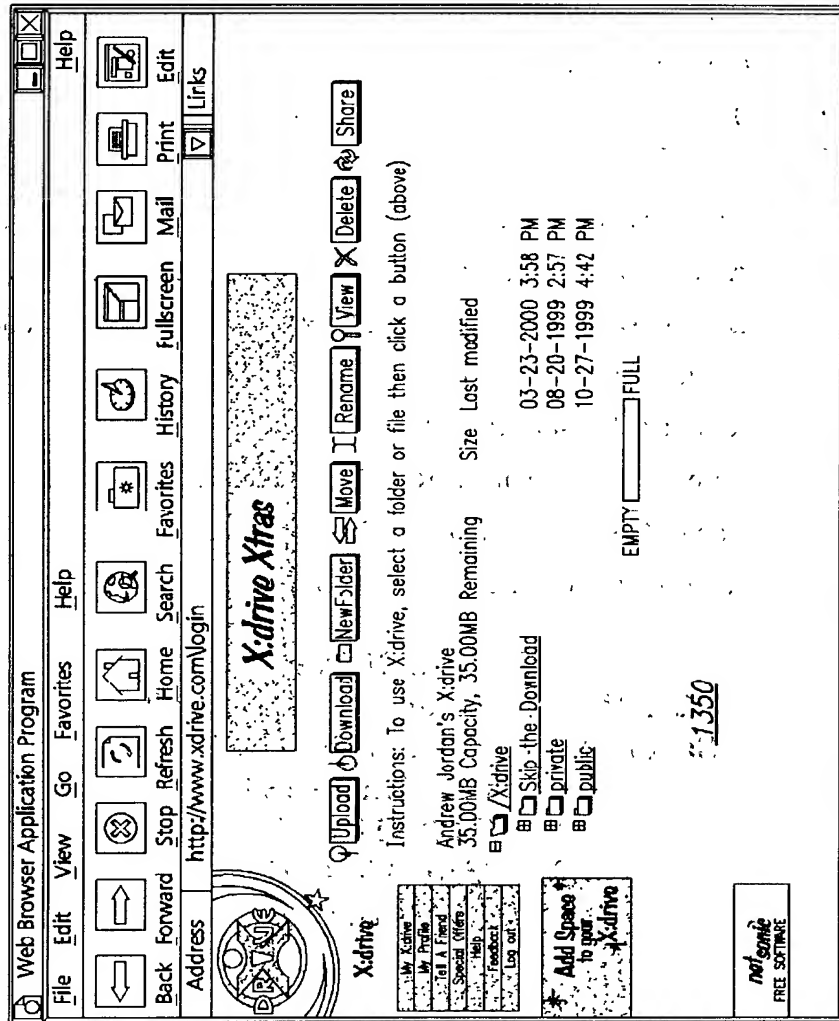 Web Browser Application Program
File Edit View Go Favorites Help Help
Back Forward Stop Refresh Home Search Favorites History Fullscreen Mail Print Edit
Address http://www.xdrive.com\login Links
DRIVE
X:drive
X:drive Xtras
Upload Download NewFolder Move Rename View Delete Share
Instructions: To use X:drive, select a folder or file then click a button (above)
My X:drive
My Profile
Tell A Friend
Special Offers
Help
Feedback
Log out
Andrew Jordan's X:drive
35.00MB Capacity, 35.00MB Remaining Size Last modified
/X:drive
Skip-the-Download 03-23-2000 3:58 PM
private 08-20-1999 2:57 PM
public 10-27-1999 4:42 PM
EMPTY FULL
Add Space
to your
X:drive
1350
netsonic
FREE SOFTWARE